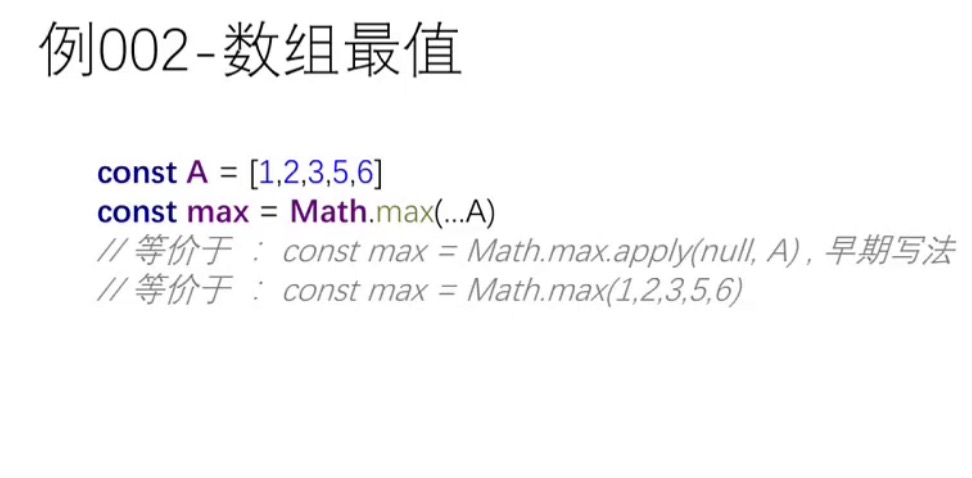 例002-数组最值
const A = [1,2,3,5,6]
const max = Math.max(...A)
// 等价于 ： const max = Math.max.apply(null, A) , 早期写法
// 等价于 ： const max = Math.max(1,2,3,5,6)